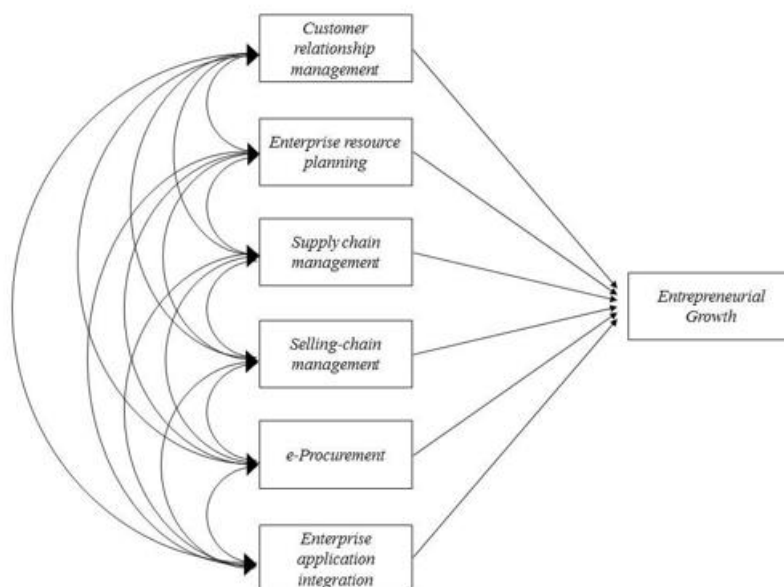 Customer
relationship
management
Enterprise resource
planning
Supply chain
management
Entrepreneurial
Growth
Selling-chain
management
e-Procurement
Enterprise
application
integration